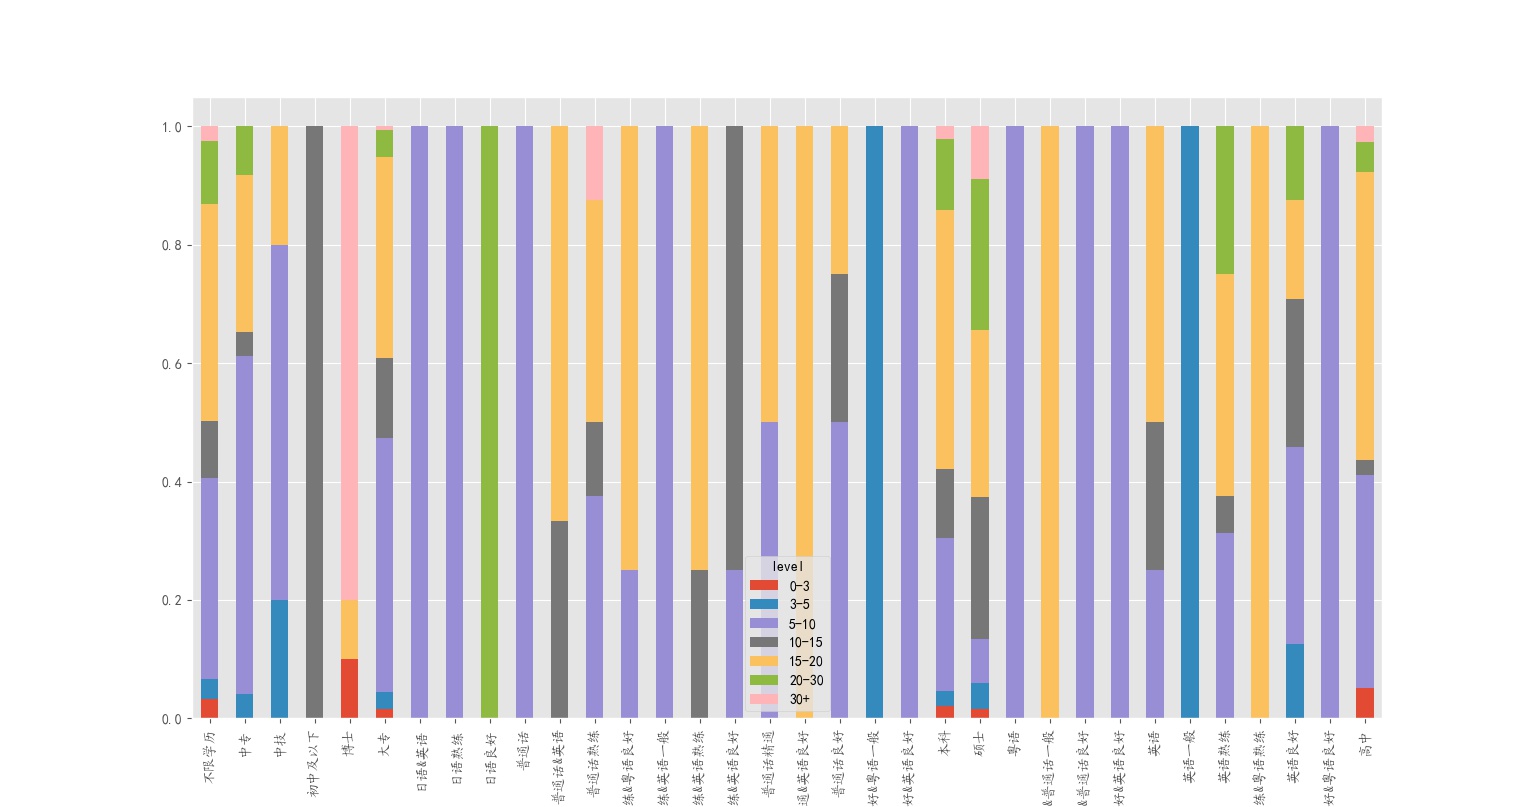 1.0
0.8
0.6
0.4
0.2
0.0
level
0-3
3-5
5-10
10-15
15-20
20-30
30+
不限学历
中专
中技
初中及以下
博士
大专
日语&英语
日语熟练
日语良好
普通话
普通话&英语
普通话熟练
练&粤语良好
练&英语一般
练&英语熟练
练&英语良好
普通话精通
通&英语良好
普通话良好
好&粤语一般
好&英语良好
本科
硕士
粤语
&普通话一般
&普通话良好
好&英语良好
英语
英语一般
英语熟练
练&粤语熟练
英语良好
好&粤语良好
高中